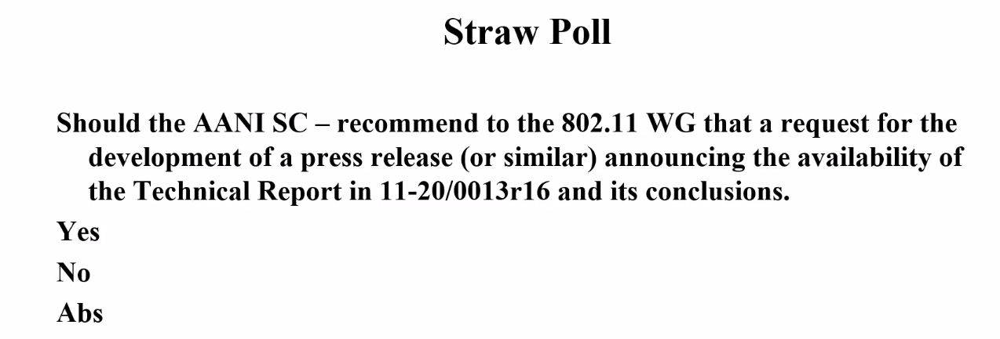 Straw Poll
Should the AANI SC – recommend to the 802.11 WG that a request for the
development of a press release (or similar) announcing the availability of
the Technical Report in 11-20/0013r16 and its conclusions.
Yes
No
Abs